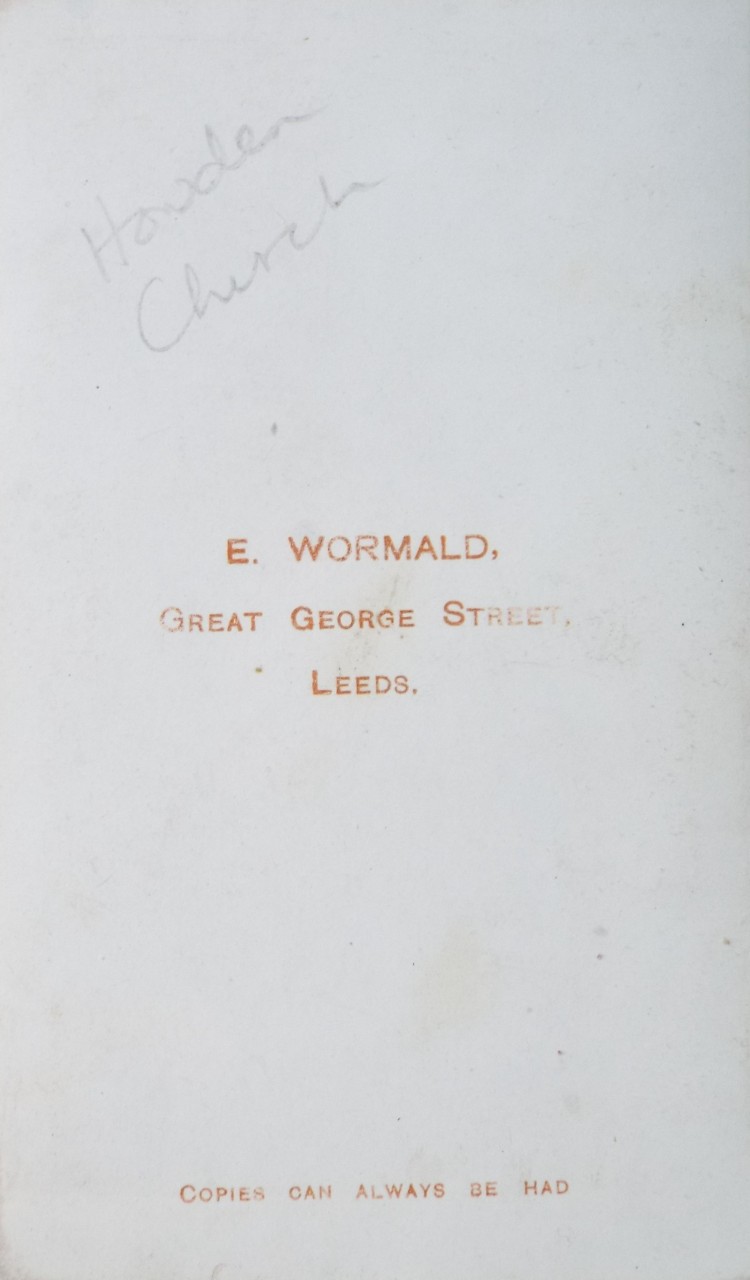 Howden
Church
E. WORMALD,
GREAT GEORGE STREET,
LEEDS.
COPIES CAN ALWAYS BE HAD